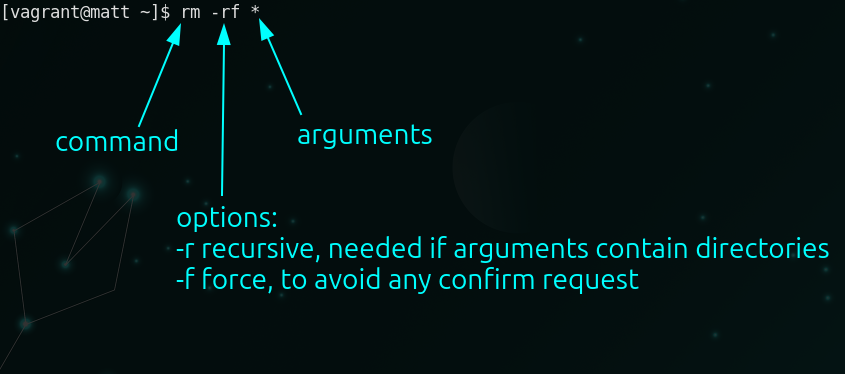 [vagrant@matt ~]$ rm -rf *
command
arguments
options:
-r recursive, needed if arguments contain directories
-f force, to avoid any confirm request